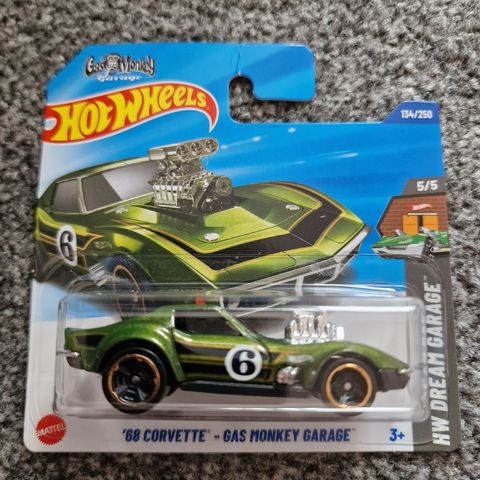 Gas Monkey
Garage
HOT WHEELS
134/250
5/5
HW DREAM GARAGE
6
6
MATTEL
'68 CORVETTE® - GAS MONKEY GARAGE™
3+